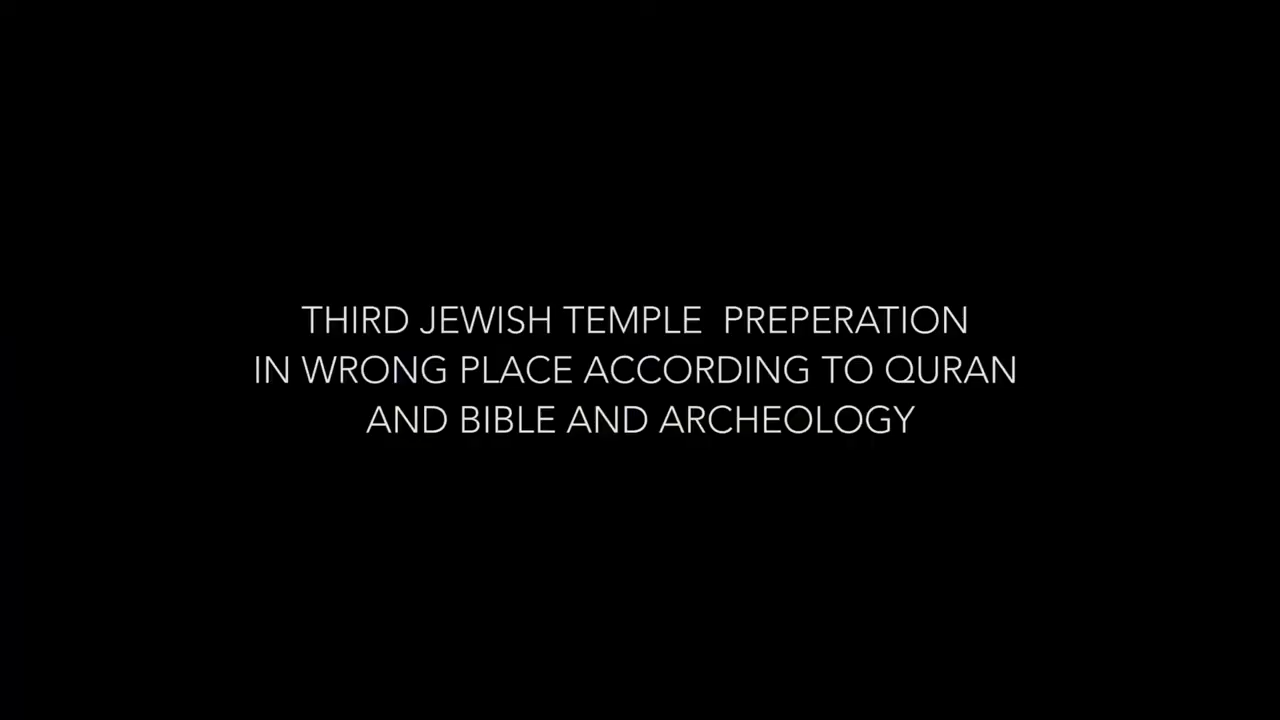 THIRD JEWISH TEMPLE  PREPERATION
IN WRONG PLACE ACCORDING TO QURAN
AND BIBLE AND ARCHEOLOGY